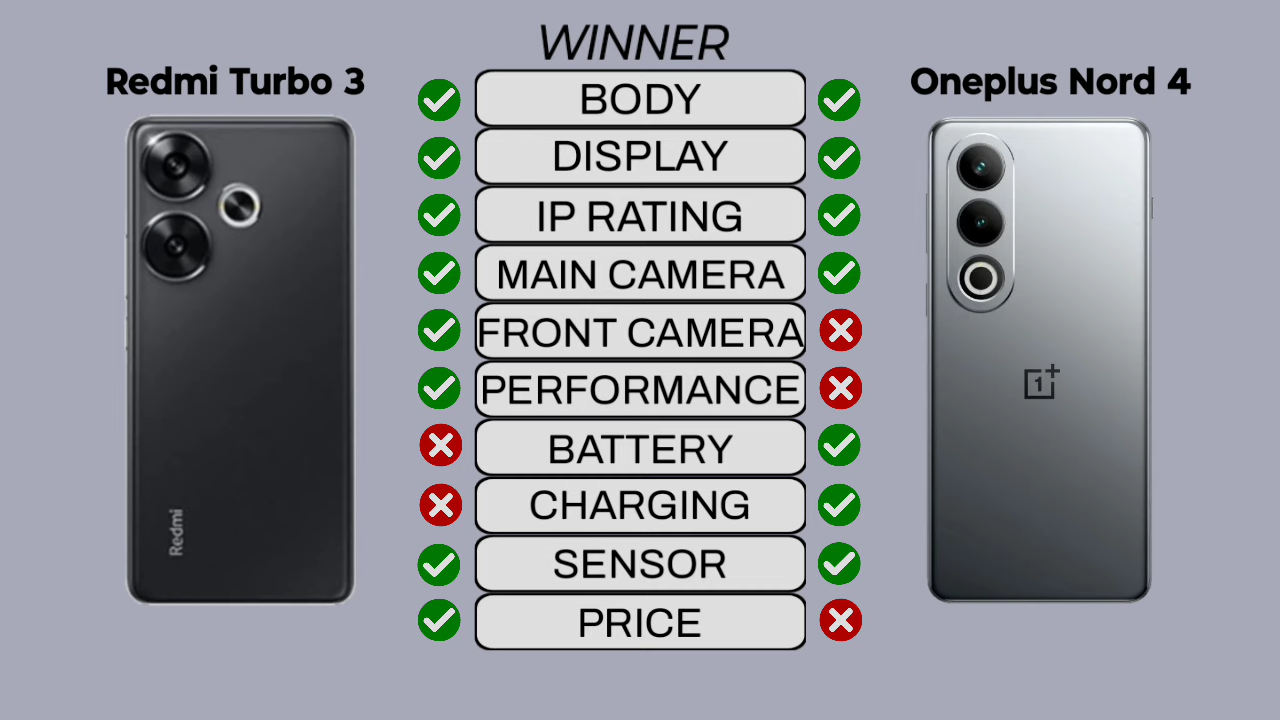 WINNER
Redmi Turbo 3
Oneplus Nord 4
BODY
DISPLAY
IP RATING
MAIN CAMERA
FRONT CAMERA
PERFORMANCE
BATTERY
CHARGING
SENSOR
PRICE
Redmi
1+